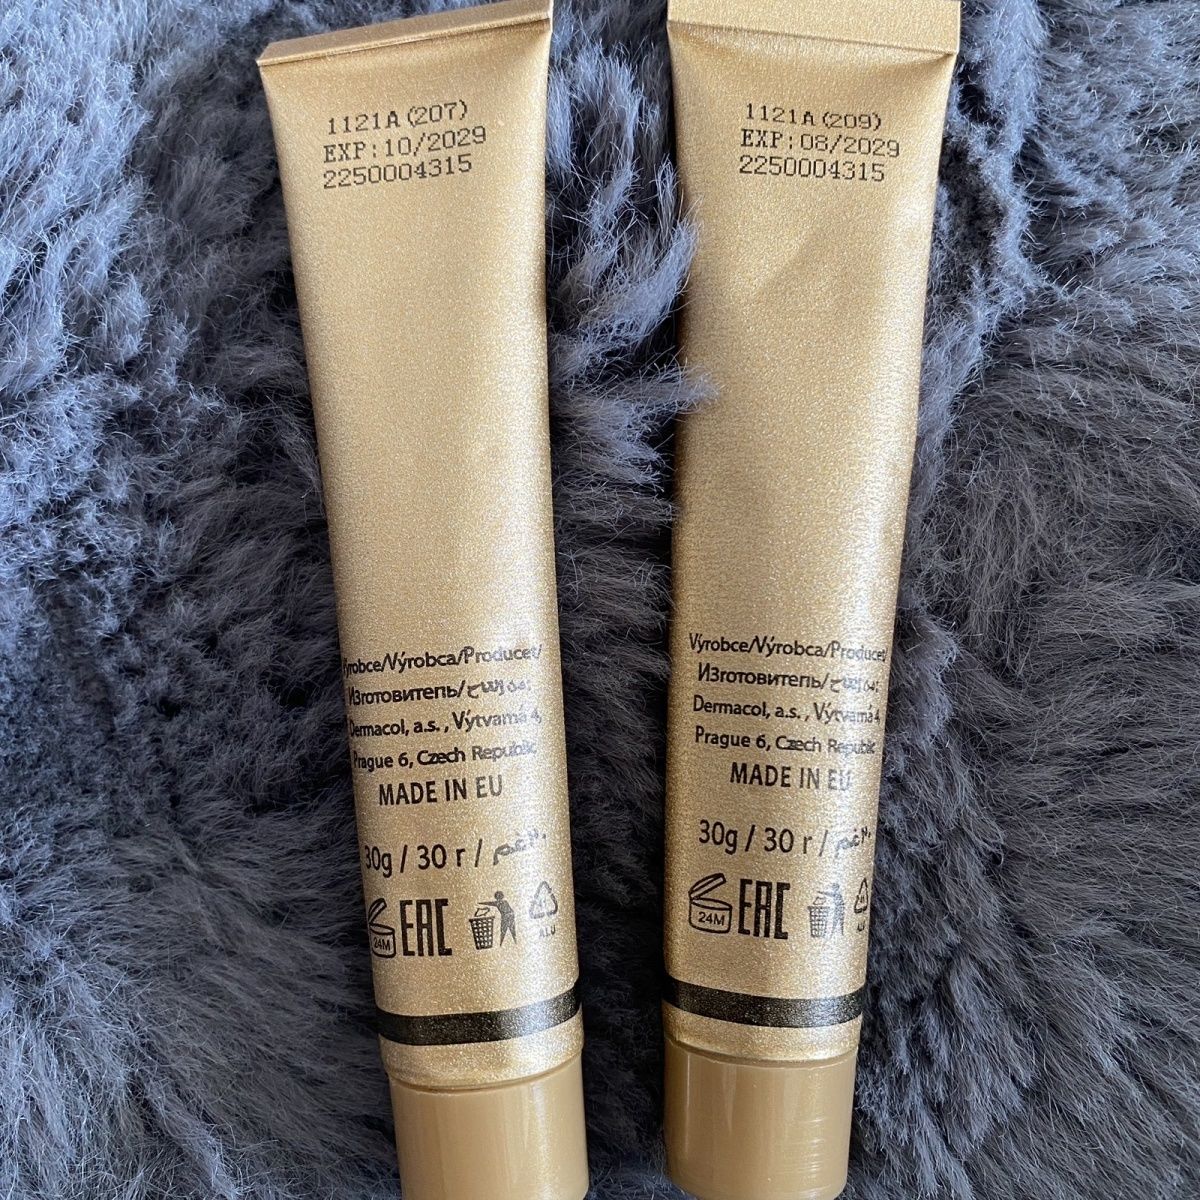 1121A (207)
EXP:10/2029
2250004315
ýrobce/Výrobca/Producer/
Изготовитель/
Dermacol, a.s., Výtvarná 4,
Prague 6, Czech Republic
MADE IN EU
30g / 30 г /
24M
EAC
ALU
1121A (209)
EXP:08/2029
2250004315
Výrobce/Výrobca/Producer/
Изготовитель/
Dermacol, a.s., Výtvarná 4,
Prague 6, Czech Republic
MADE IN EU
30g / 30 г /
24M
EAC